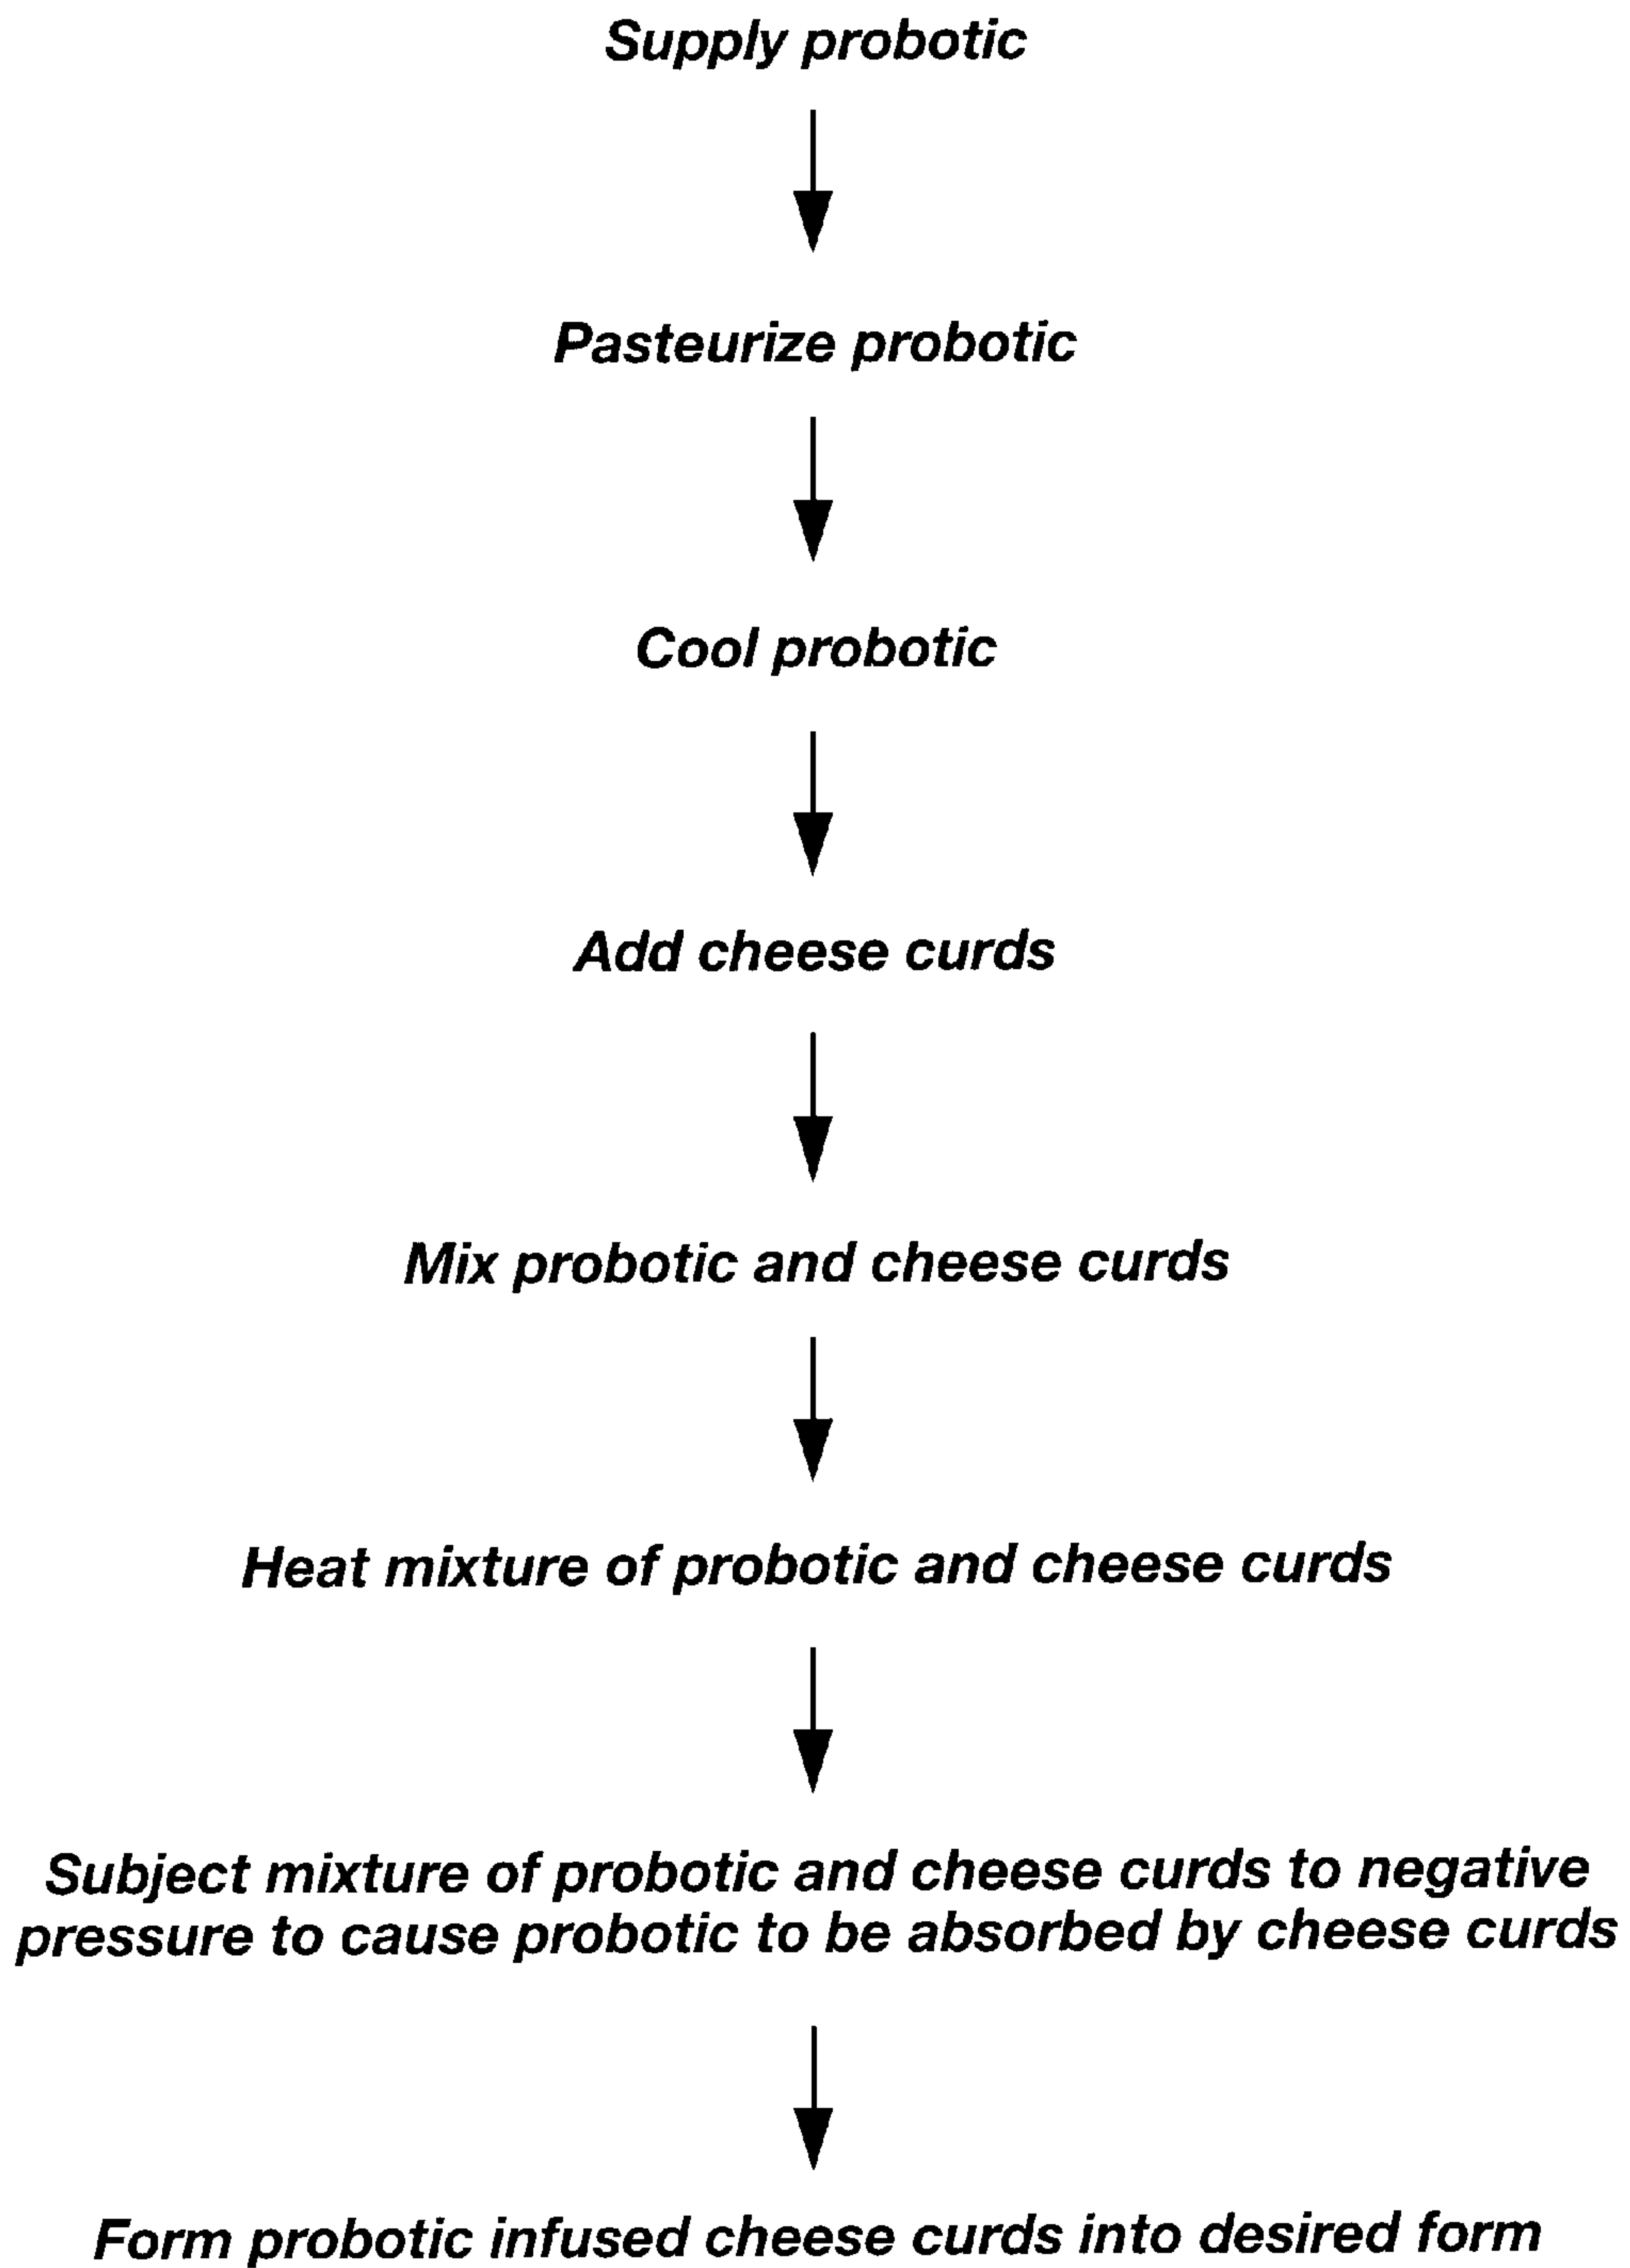 Supply probotic
Pasteurize probotic
Cool probotic
Add cheese curds
Mix probotic and cheese curds
Heat mixture of probotic and cheese curds
Subject mixture of probotic and cheese curds to negative
pressure to cause probotic to be absorbed by cheese curds
Form probotic infused cheese curds into desired form